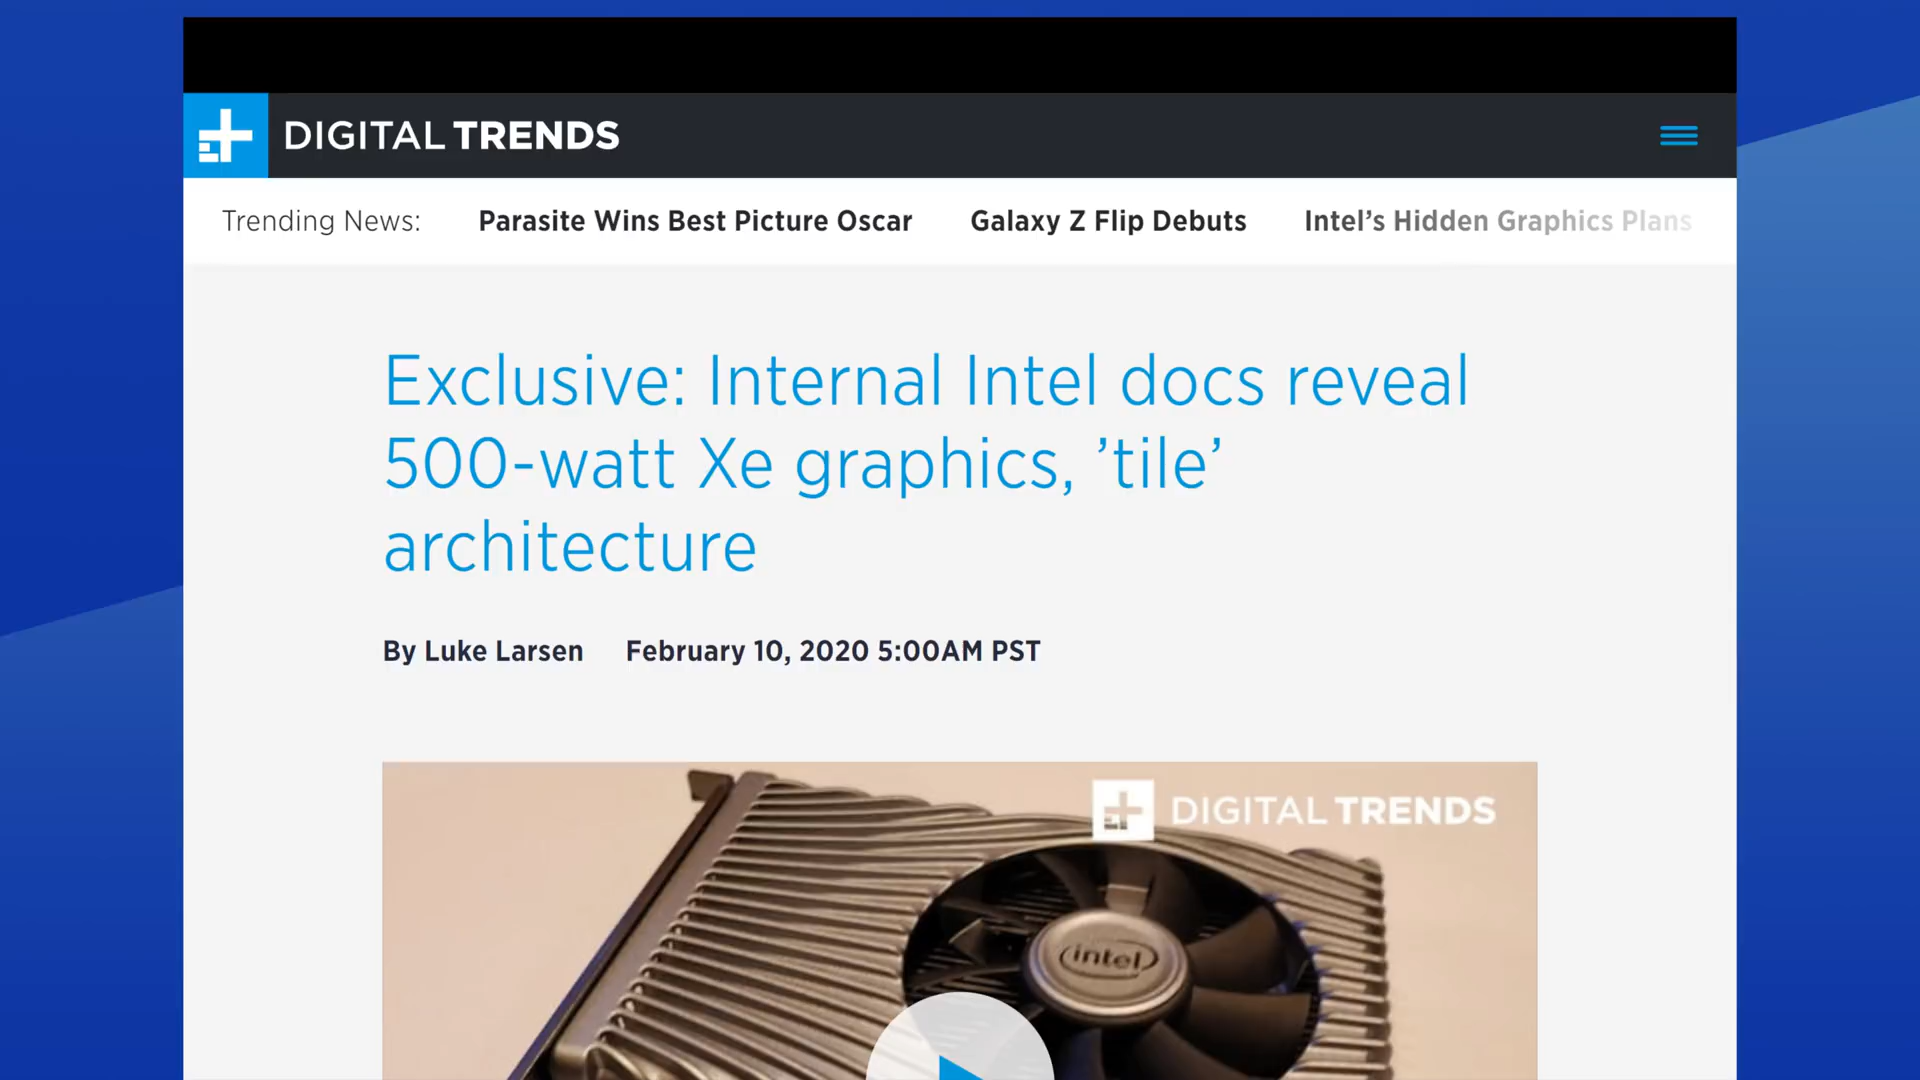 DIGITAL TRENDS
Trending News: Parasite Wins Best Picture Oscar Galaxy Z Flip Debuts Intel’s Hidden Graphics Plans
Exclusive: Internal Intel docs reveal
500-watt Xe graphics, ’tile’
architecture
By Luke Larsen February 10, 2020 5:00AM PST
DIGITAL TRENDS
intel